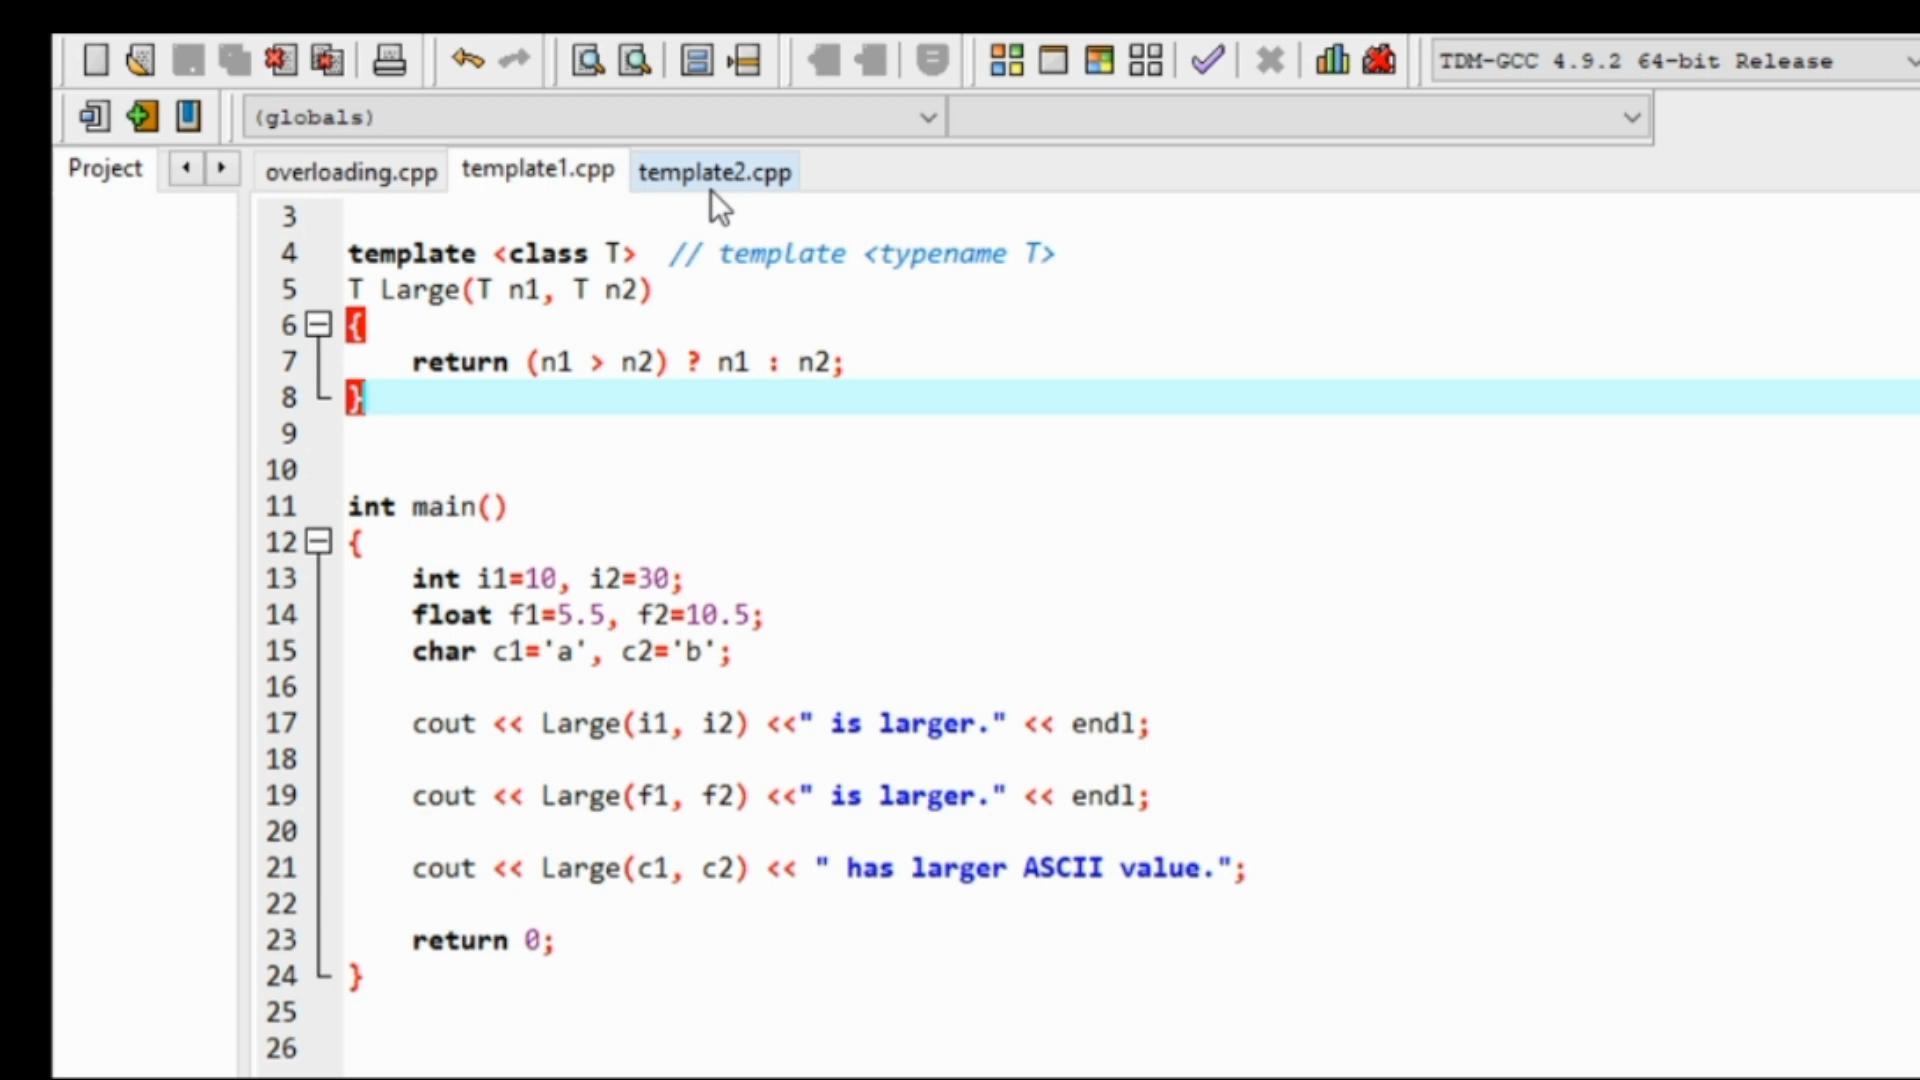 TDM-GCC 4.9.2 64-bit Release
(globals)
Project
overloading.cpp template1.cpp template2.cpp
3
4 template <class T> // template <typename T>
5 T Large(T n1, T n2)
6 {
7 return (n1 > n2) ? n1 : n2;
8 }
9
10
11 int main()
12 {
13 int i1=10, i2=30;
14 float f1=5.5, f2=10.5;
15 char c1='a', c2='b';
16
17 cout << Large(i1, i2) <<" is larger." << endl;
18
19 cout << Large(f1, f2) <<" is larger." << endl;
20
21 cout << Large(c1, c2) << " has larger ASCII value.";
22
23 return 0;
24 }
25
26